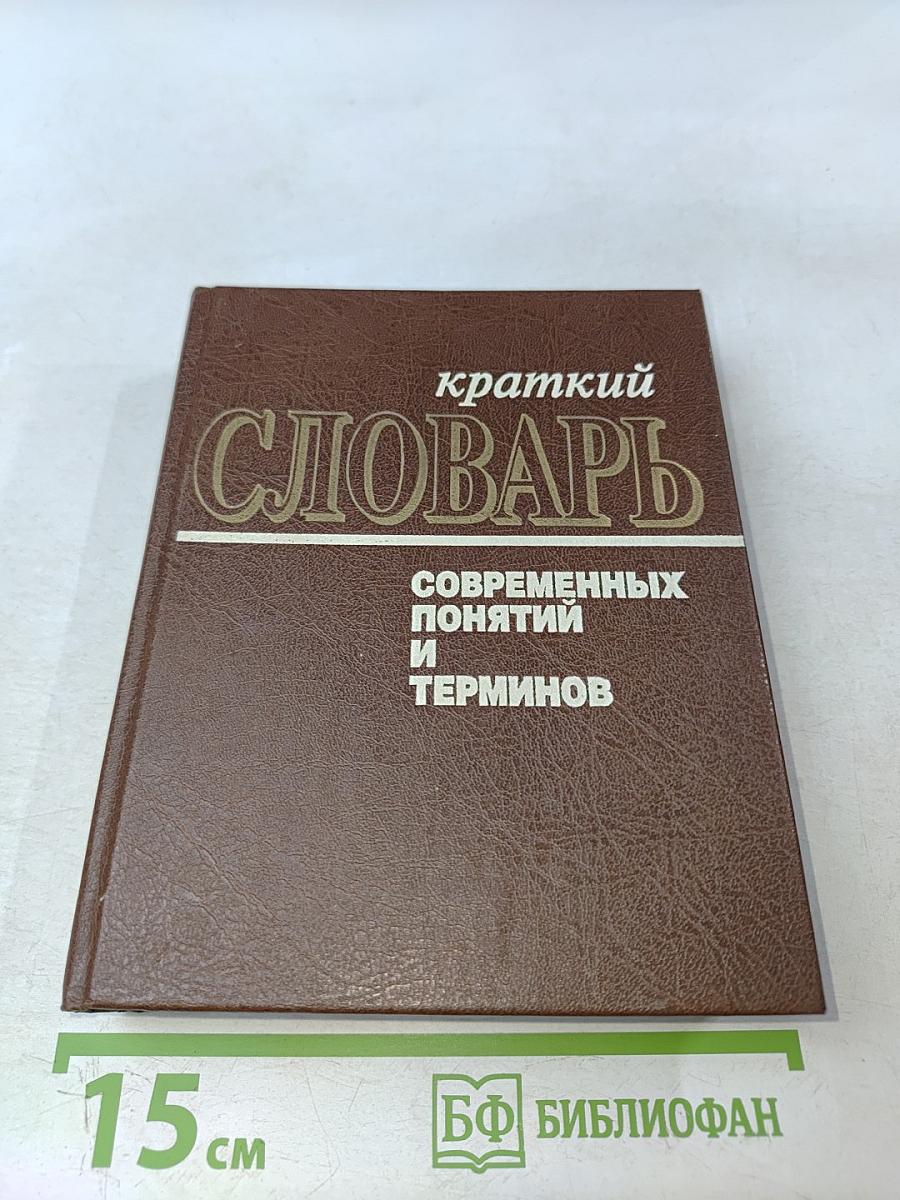 краткий
СЛОВАРЬ
СОВРЕМЕННЫХ
ПОНЯТИЙ
И
ТЕРМИНОВ
15 см
БФ БИБЛИОФАН